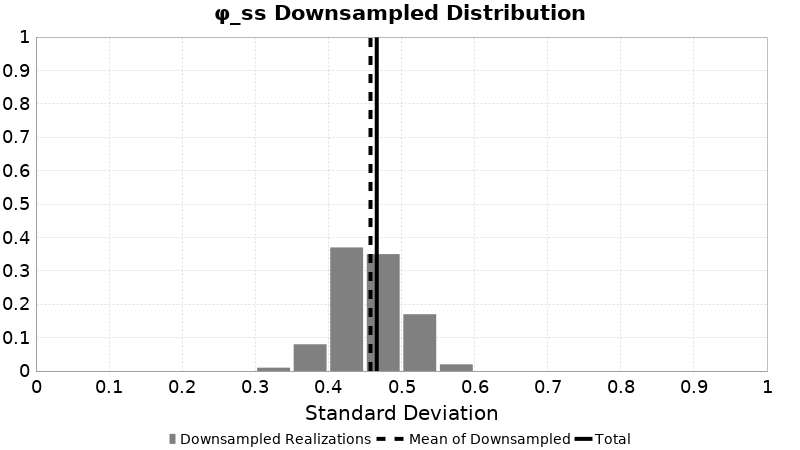 φ_ss Downsampled Distribution
1
0.9
0.8
0.7
0.6
0.5
0.4
0.3
0.2
0.1
0
0 0.1 0.2 0.3 0.4 0.5 0.6 0.7 0.8 0.9 1
Standard Deviation
Downsampled Realizations Mean of Downsampled Total